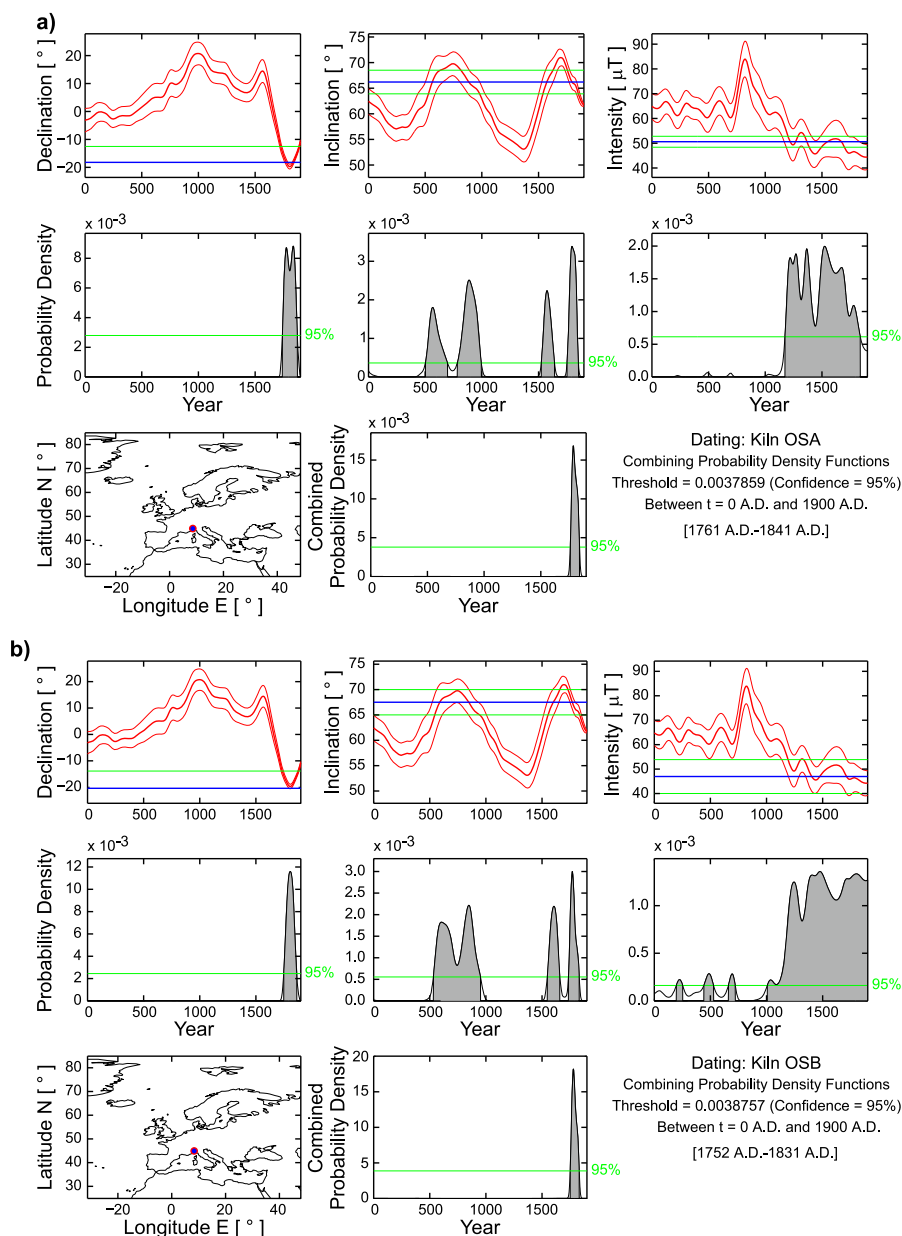 a)
Declination [ ° ]
20
10
0
−10
−20
0 500 1000 1500
Inclination [ ° ]
75
70
65
60
55
50
0 500 1000 1500
Intensity [ μT ]
90
80
70
60
50
40
0 500 1000 1500
x 10⁻³
Probability Density
8
6
4
2
0
95%
0 500 1000 1500
Year
x 10⁻³
3.0
2.0
1.0
0
95%
0 500 1000 1500
Year
x 10⁻³
2.0
1.5
1.0
0.5
0.0
95%
0 500 1000 1500
Year
Latitude N [ ° ]
80
70
60
50
40
30
−20 0 20 40
Longitude E [ ° ]
Combined
Probability Density
x 10⁻³
15
10
5
0
95%
0 500 1000 1500
Year
Dating: Kiln OSA
Combining Probability Density Functions
Threshold = 0.0037859 (Confidence = 95%)
Between t = 0 A.D. and 1900 A.D.
[1761 A.D.-1841 A.D.]
b)
Declination [ ° ]
20
10
0
−10
−20
0 500 1000 1500
Inclination [ ° ]
75
70
65
60
55
50
0 500 1000 1500
Intensity [ μT ]
90
80
70
60
50
40
0 500 1000 1500
x 10⁻³
Probability Density
12
10
8
6
4
2
0
95%
0 500 1000 1500
Year
x 10⁻³
3.0
2.5
2.0
1.5
1.0
0.5
0.0
95%
0 500 1000 1500
Year
x 10⁻³
1.0
0.5
0.0
95%
0 500 1000 1500
Year
Latitude N [ ° ]
80
70
60
50
40
30
−20 0 20 40
Longitude E [ ° ]
Combined
Probability Density
x 10⁻³
20
15
10
5
0
95%
0 500 1000 1500
Year
Dating: Kiln OSB
Combining Probability Density Functions
Threshold = 0.0038757 (Confidence = 95%)
Between t = 0 A.D. and 1900 A.D.
[1752 A.D.-1831 A.D.]